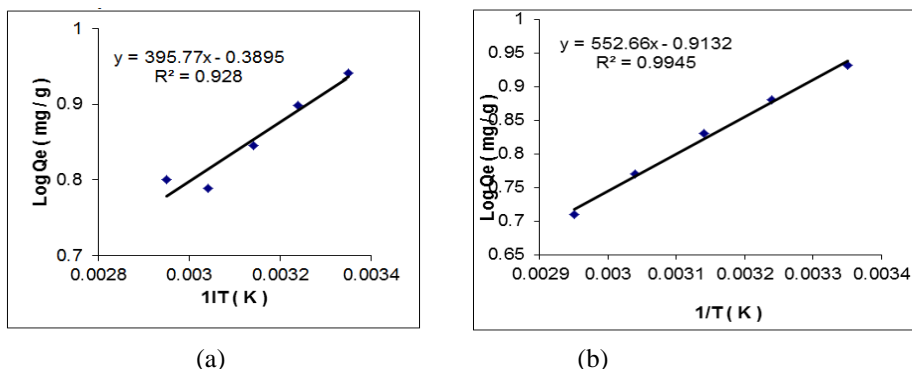 y = 395.77x - 0.3895
R² = 0.928
Log Qe ( mg / g )
1
0.9
0.8
0.7
0.0028 0.003 0.0032 0.0034
1IT ( K )
(a)
y = 552.66x - 0.9132
R² = 0.9945
Log Qe ( mg / g )
1
0.95
0.9
0.85
0.8
0.75
0.7
0.65
0.0029 0.003 0.0031 0.0032 0.0033 0.0034
1/T ( K )
(b)